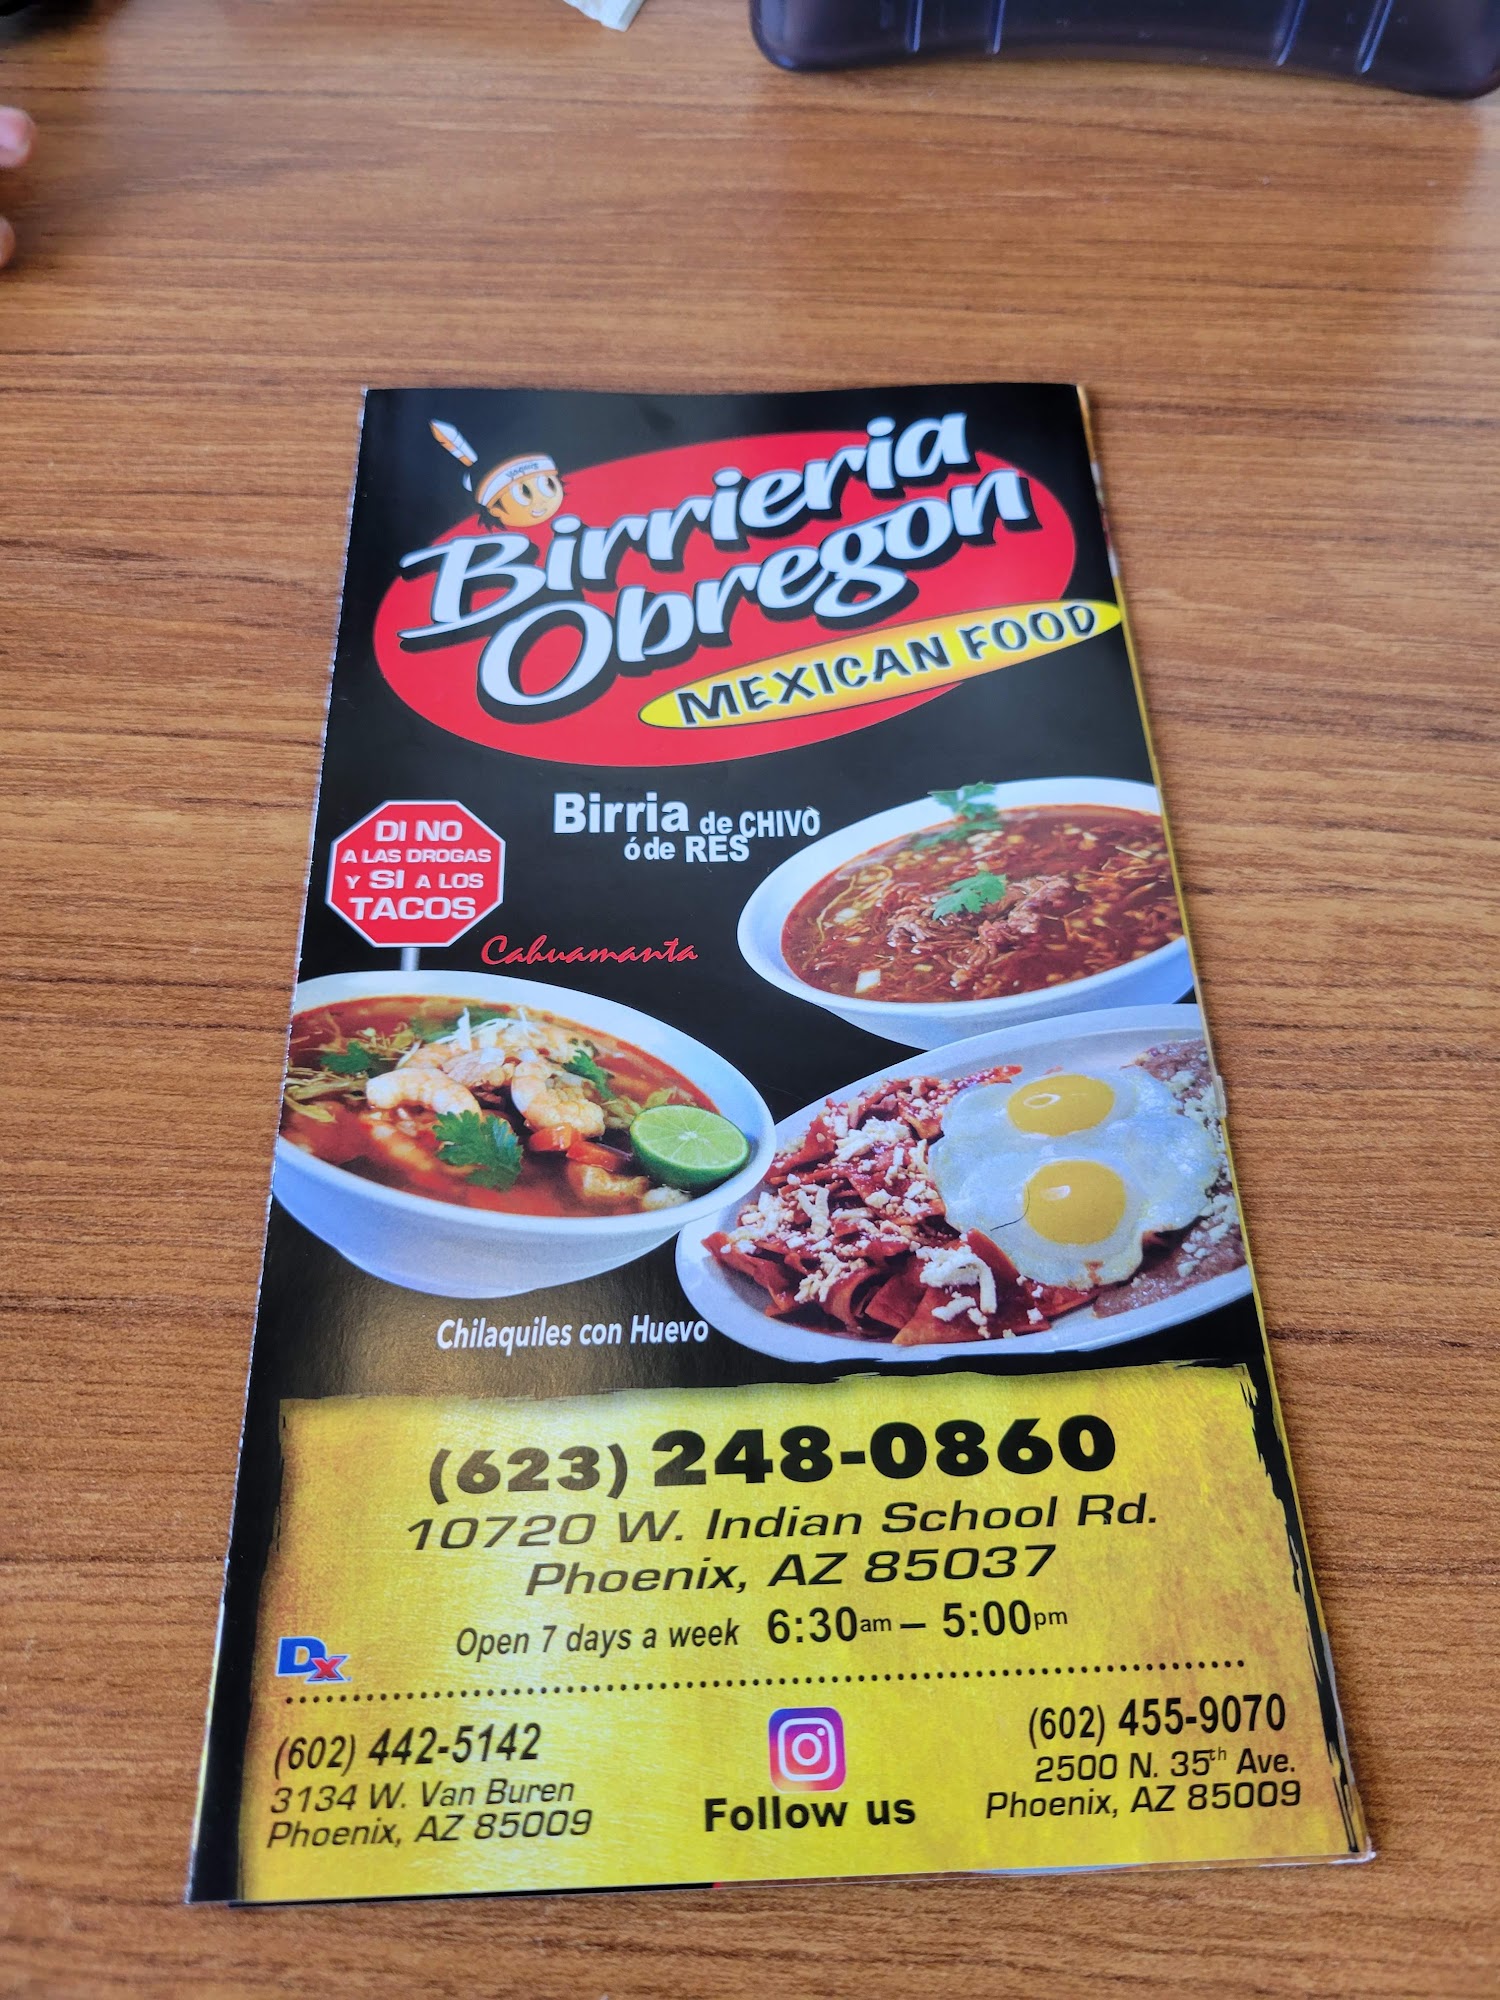 Birrieria
Obregon
MEXICAN FOOD
Birria de CHIVO
ó de RES
DI NO
A LAS DROGAS
Y SI A LOS
TACOS
Cahuamanta
Chilaquiles con Huevo
(623) 248-0860
10720 W. Indian School Rd.
Phoenix, AZ 85037
Open 7 days a week 6:30am – 5:00pm
Dx
(602) 442-5142
3134 W. Van Buren
Phoenix, AZ 85009
Follow us
(602) 455-9070
2500 N. 35th Ave.
Phoenix, AZ 85009